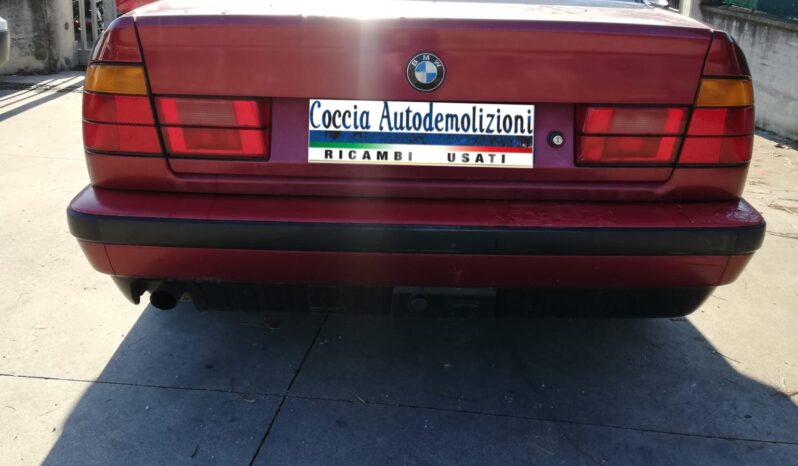 BMW
Coccia Autodemolizioni
RICAMBI USATI